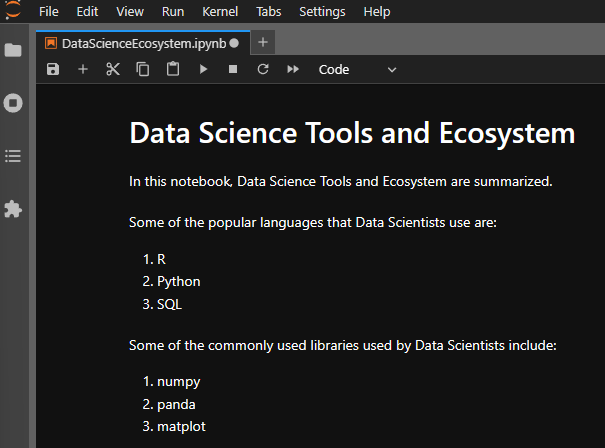 File Edit View Run Kernel Tabs Settings Help
DataScienceEcosystem.ipynb
Code
Data Science Tools and Ecosystem
In this notebook, Data Science Tools and Ecosystem are summarized.
Some of the popular languages that Data Scientists use are:
1. R
2. Python
3. SQL
Some of the commonly used libraries used by Data Scientists include:
1. numpy
2. panda
3. matplot